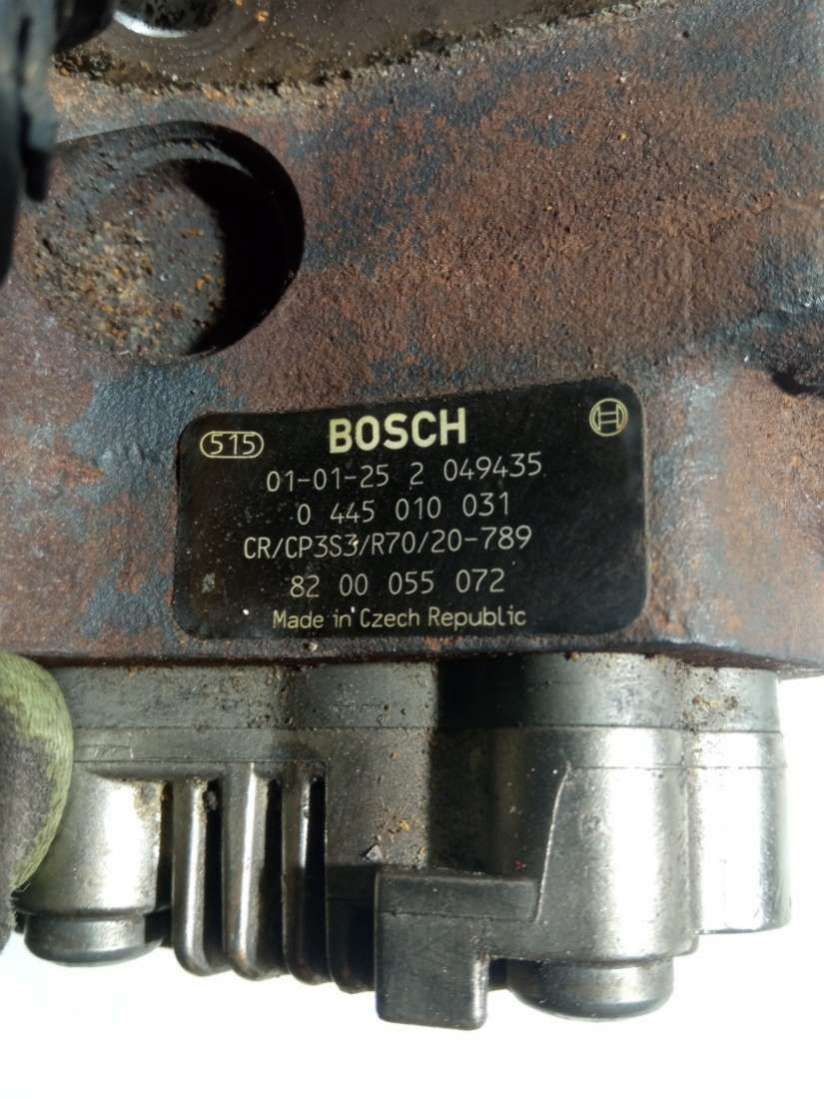 515 BOSCH
01-01-25 2 049435
0 445 010 031
CR/CP3S3/R70/20-789
82 00 055 072
Made in Czech Republic